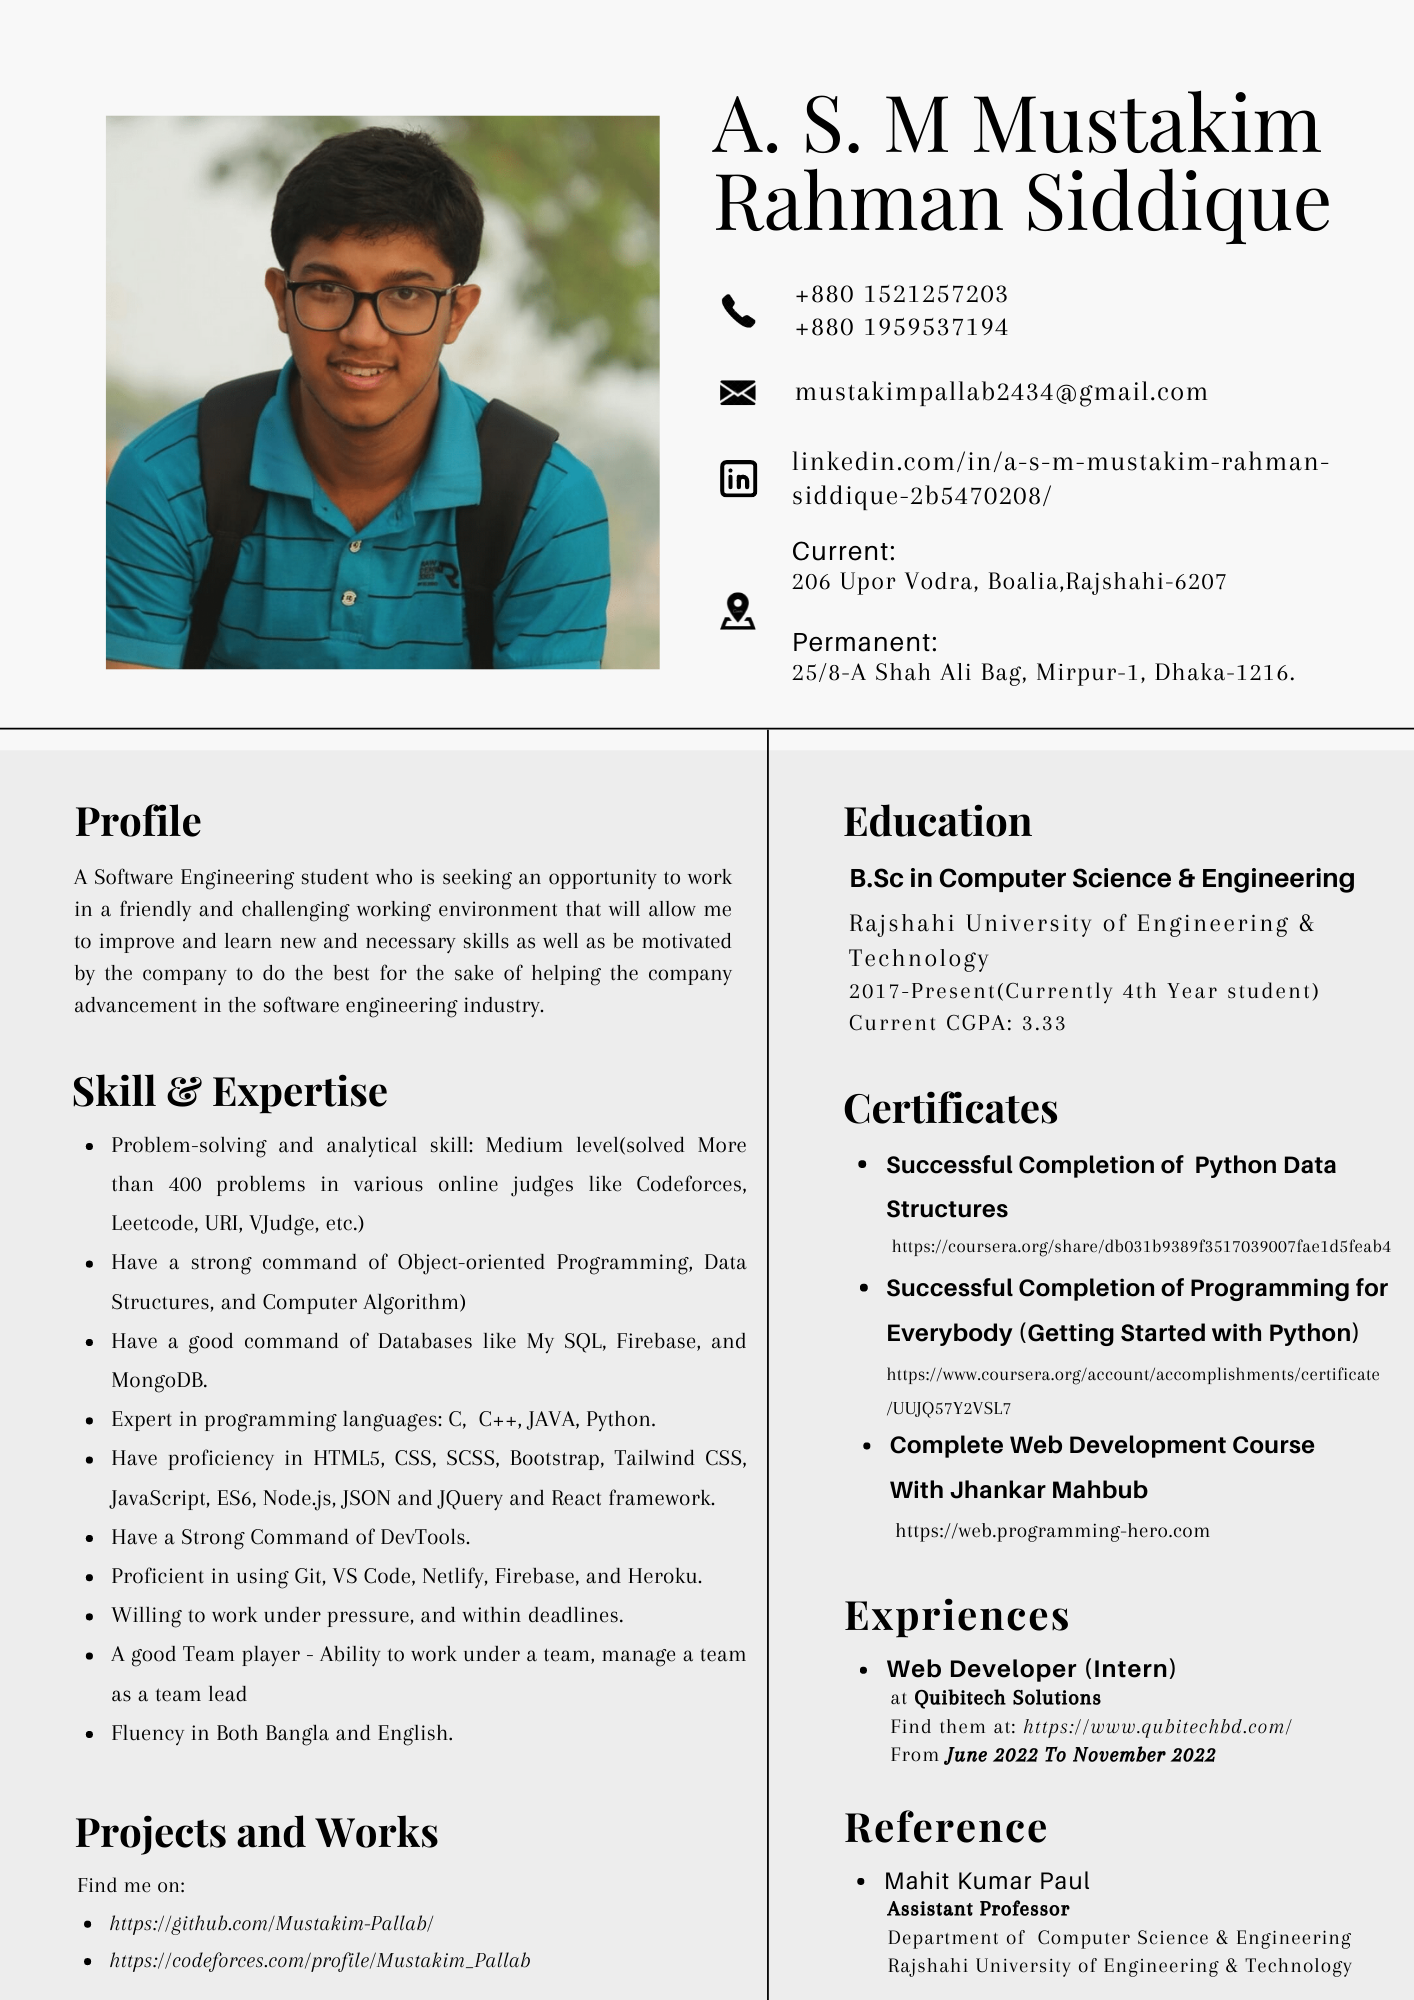 A. S. M Mustakim
Rahman Siddique
+880 1521257203
+880 1959537194
mustakimpallab2434@gmail.com
linkedin.com/in/a-s-m-mustakim-rahman-
siddique-2b5470208/
Current:
206 Upor Vodra, Boalia,Rajshahi-6207
Permanent:
25/8-A Shah Ali Bag, Mirpur-1, Dhaka-1216.
Profile
A Software Engineering student who is seeking an opportunity to work
in a friendly and challenging working environment that will allow me
to improve and learn new and necessary skills as well as be motivated
by the company to do the best for the sake of helping the company
advancement in the software engineering industry.
Skill & Expertise
• Problem-solving and analytical skill: Medium level(solved More
than 400 problems in various online judges like Codeforces,
Leetcode, URI, VJudge, etc.)
• Have a strong command of Object-oriented Programming, Data
Structures, and Computer Algorithm)
• Have a good command of Databases like My SQL, Firebase, and
MongoDB.
• Expert in programming languages: C,  C++, JAVA, Python.
• Have proficiency in HTML5, CSS, SCSS, Bootstrap, Tailwind CSS,
JavaScript, ES6, Node.js, JSON and JQuery and React framework.
• Have a Strong Command of DevTools.
• Proficient in using Git, VS Code, Netlify, Firebase, and Heroku.
• Willing to work under pressure, and within deadlines.
• A good Team player - Ability to work under a team, manage a team
as a team lead
• Fluency in Both Bangla and English.
Projects and Works
Find me on:
• https://github.com/Mustakim-Pallab/
• https://codeforces.com/profile/Mustakim_Pallab
Education
B.Sc in Computer Science & Engineering
Rajshahi University of Engineering &
Technology
2017-Present(Currently 4th Year student)
Current CGPA: 3.33
Certificates
• Successful Completion of  Python Data
Structures
https://coursera.org/share/db031b9389f3517039007fae1d5feab4
• Successful Completion of Programming for
Everybody (Getting Started with Python)
https://www.coursera.org/account/accomplishments/certificate
/UUJQ57Y2VSL7
• Complete Web Development Course
With Jhankar Mahbub
https://web.programming-hero.com
Expriences
• Web Developer (Intern)
at Quibitech Solutions
Find them at: https://www.qubitechbd.com/
From June 2022 To November 2022
Reference
• Mahit Kumar Paul
Assistant Professor
Department of  Computer Science & Engineering
Rajshahi University of Engineering & Technology